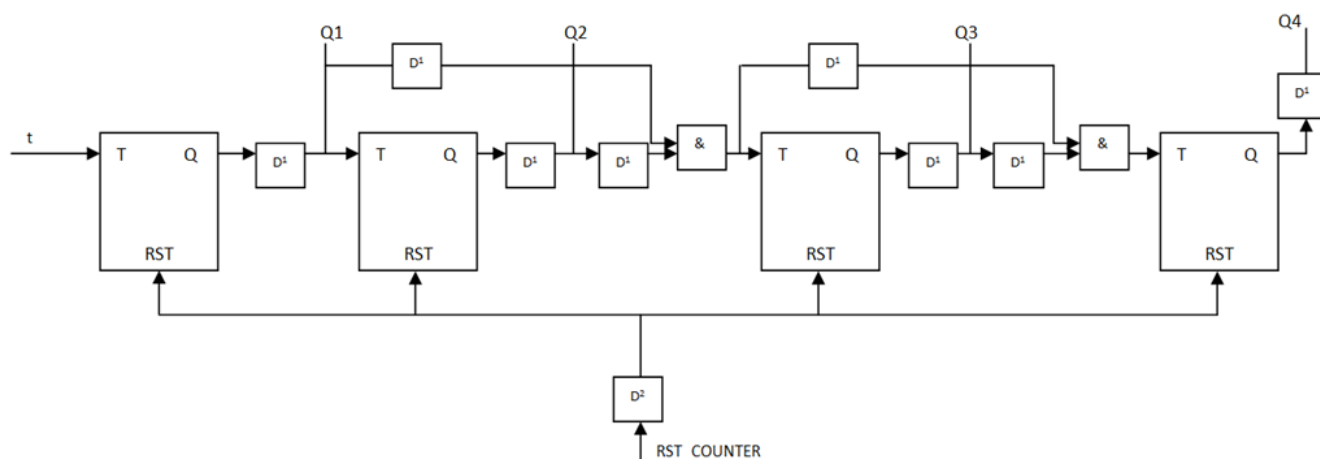 Q4
Q1 Q2 Q3
D¹ D¹
D¹
t
T Q T Q & T Q & T Q
D¹ D¹ D¹ D¹ D¹
RST RST RST RST
D²
RST COUNTER